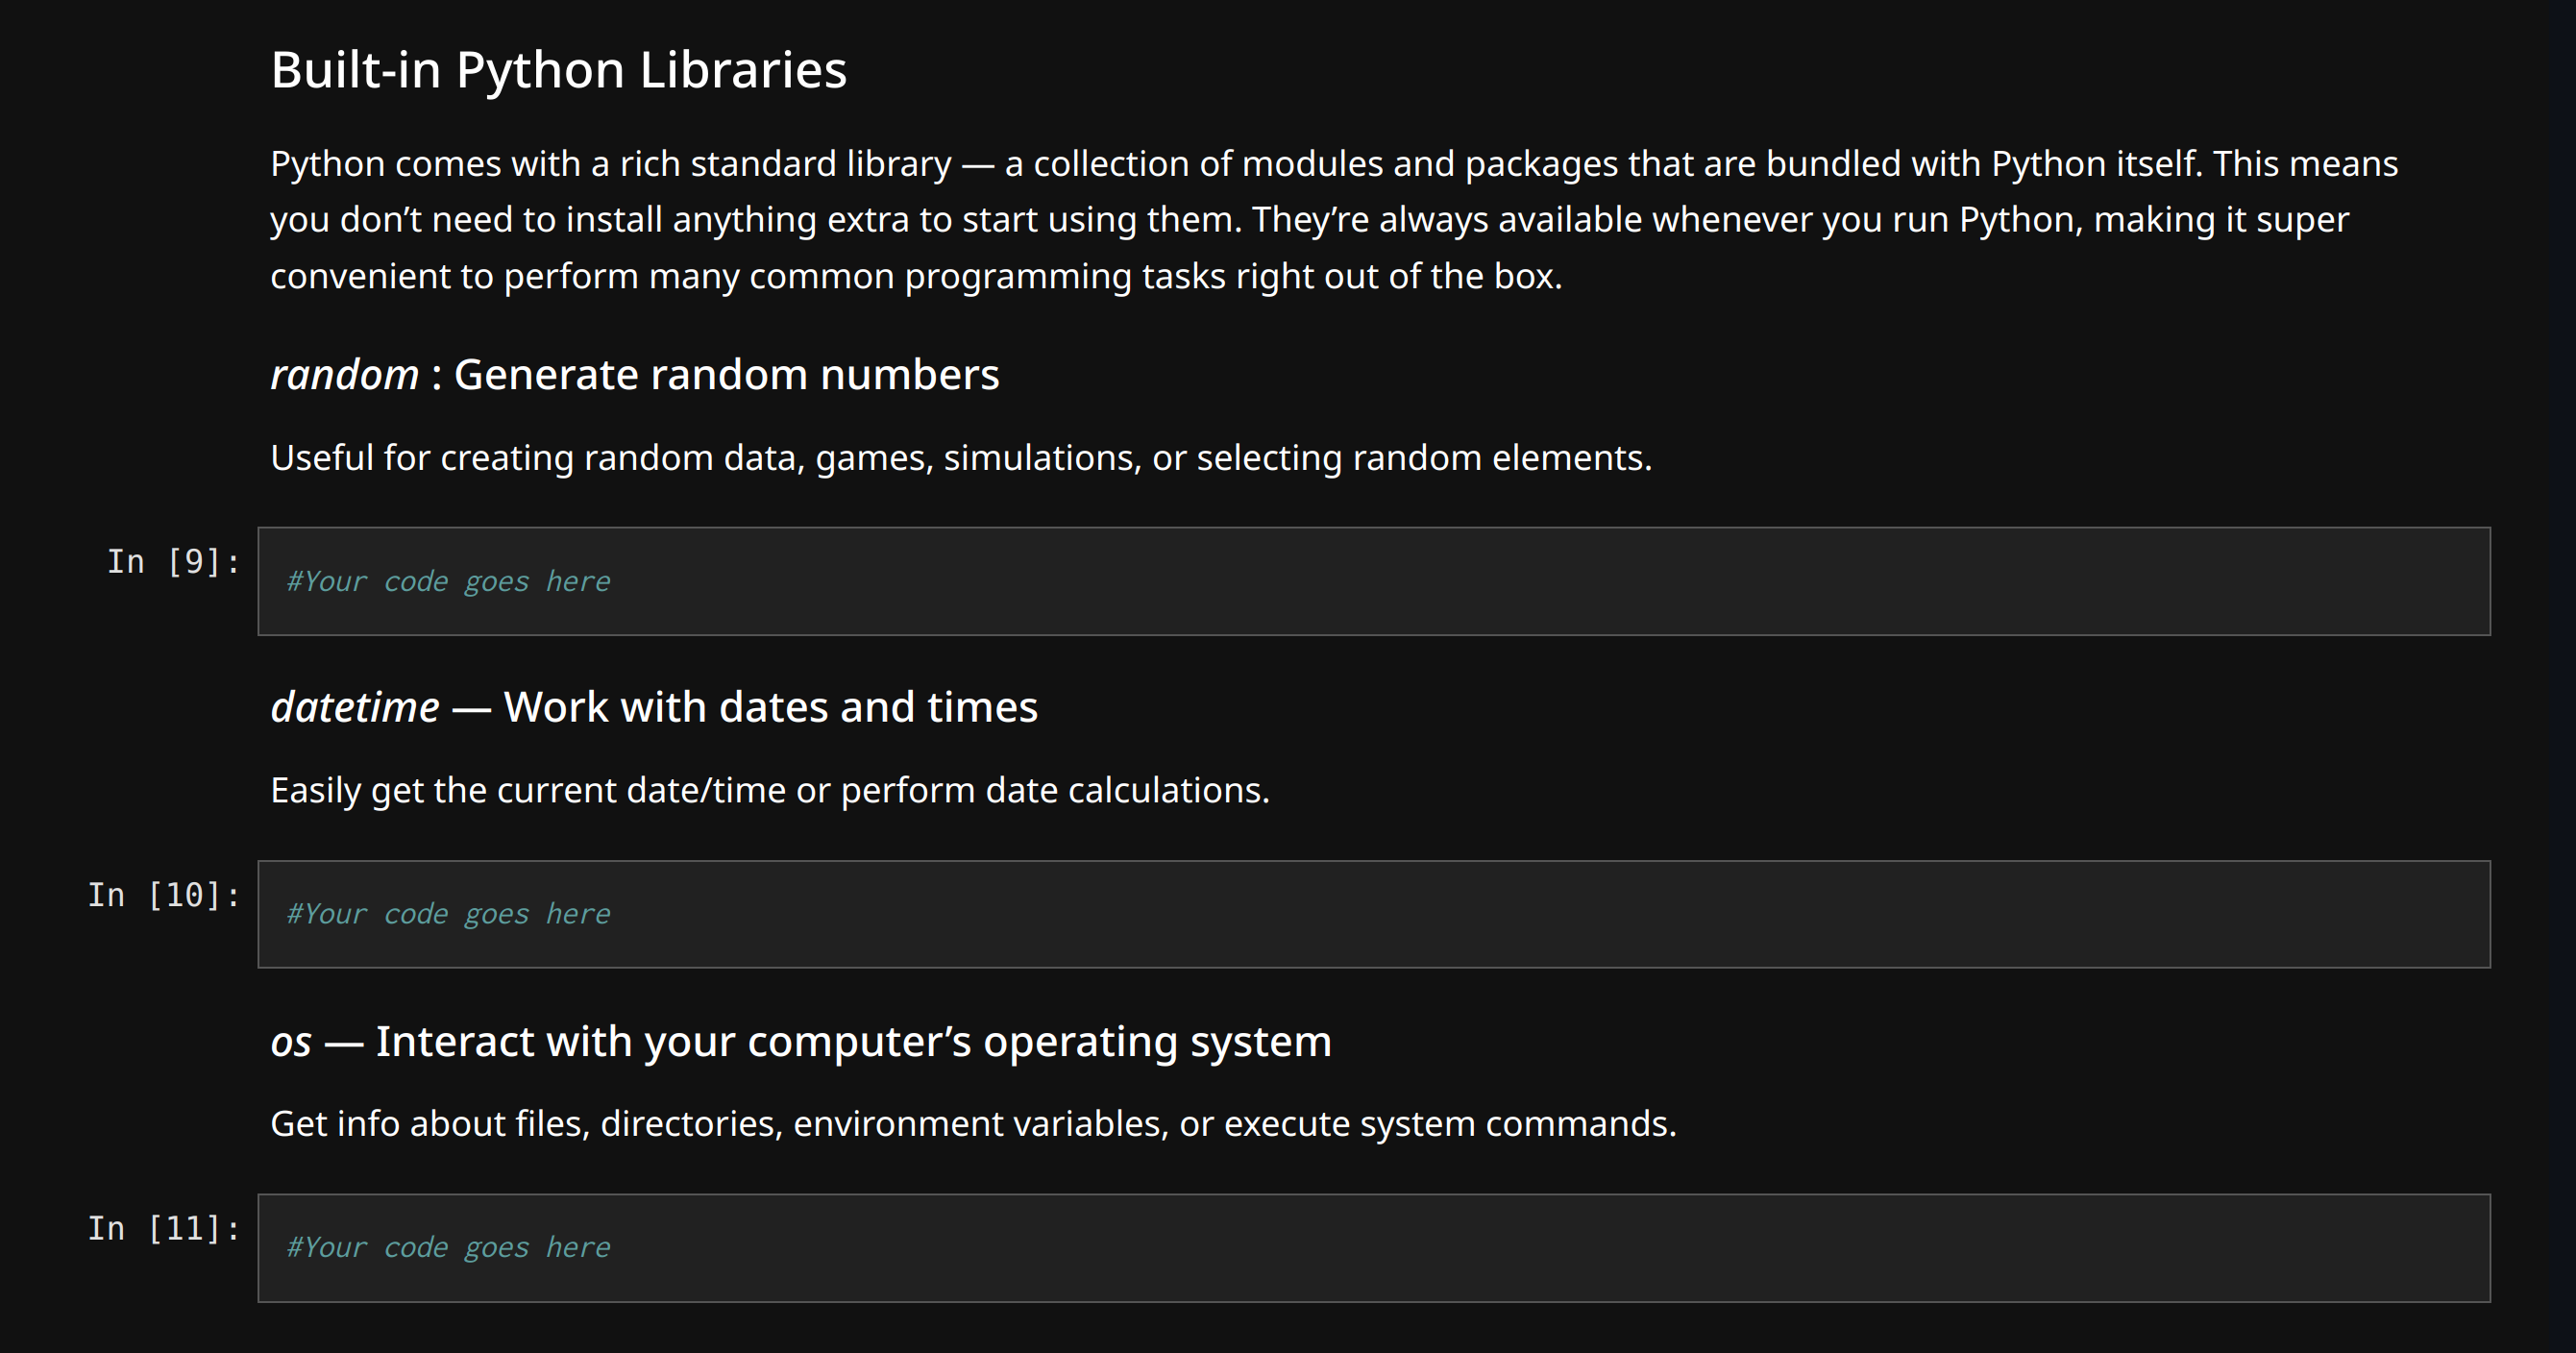 Built-in Python Libraries
Python comes with a rich standard library — a collection of modules and packages that are bundled with Python itself. This means
you don’t need to install anything extra to start using them. They’re always available whenever you run Python, making it super
convenient to perform many common programming tasks right out of the box.
random : Generate random numbers
Useful for creating random data, games, simulations, or selecting random elements.
In [9]: #Your code goes here
datetime — Work with dates and times
Easily get the current date/time or perform date calculations.
In [10]: #Your code goes here
os — Interact with your computer’s operating system
Get info about files, directories, environment variables, or execute system commands.
In [11]: #Your code goes here